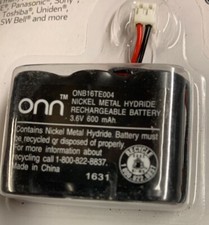 Panasonic, Sony
Toshiba, Uniden,
SW Bell® and more
onn
ONB16TE004
NICKEL METAL HYDRIDE
RECHARGEABLE BATTERY
3.6V 600 mAh
Contains Nickel Metal Hydride. Battery must
be recycled or disposed of properly.
For information about
recycling call 1-800-822-8837.
Made in China
1631